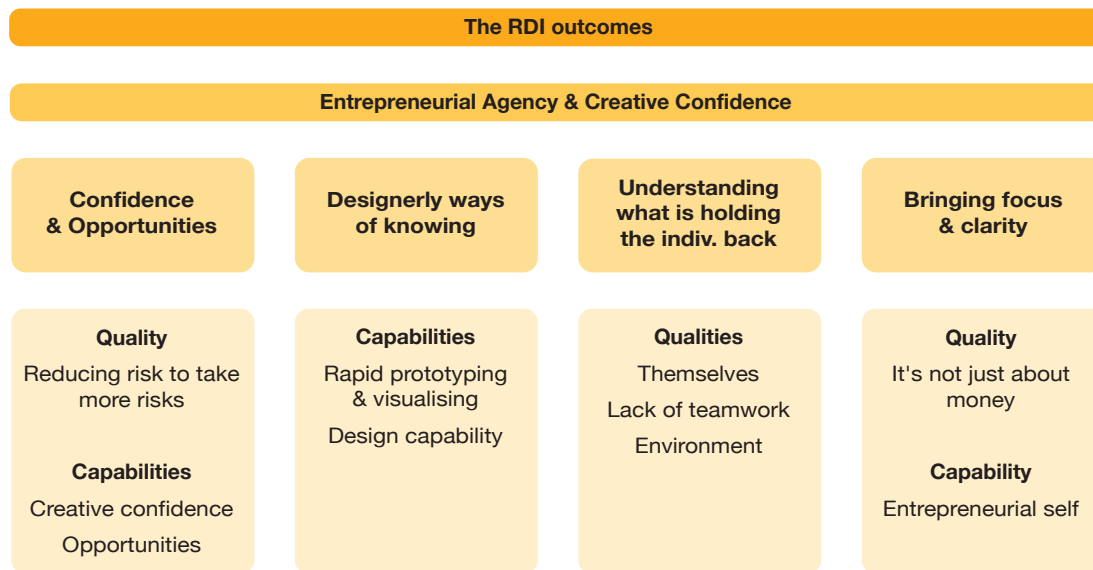 The RDI outcomes
Entrepreneurial Agency & Creative Confidence
Confidence
& Opportunities
Designerly ways
of knowing
Understanding
what is holding
the indiv. back
Bringing focus
& clarity
Quality
Reducing risk to take
more risks
Capabilities
Creative confidence
Opportunities
Capabilities
Rapid prototyping
& visualising
Design capability
Qualities
Themselves
Lack of teamwork
Environment
Quality
It's not just about
money
Capability
Entrepreneurial self